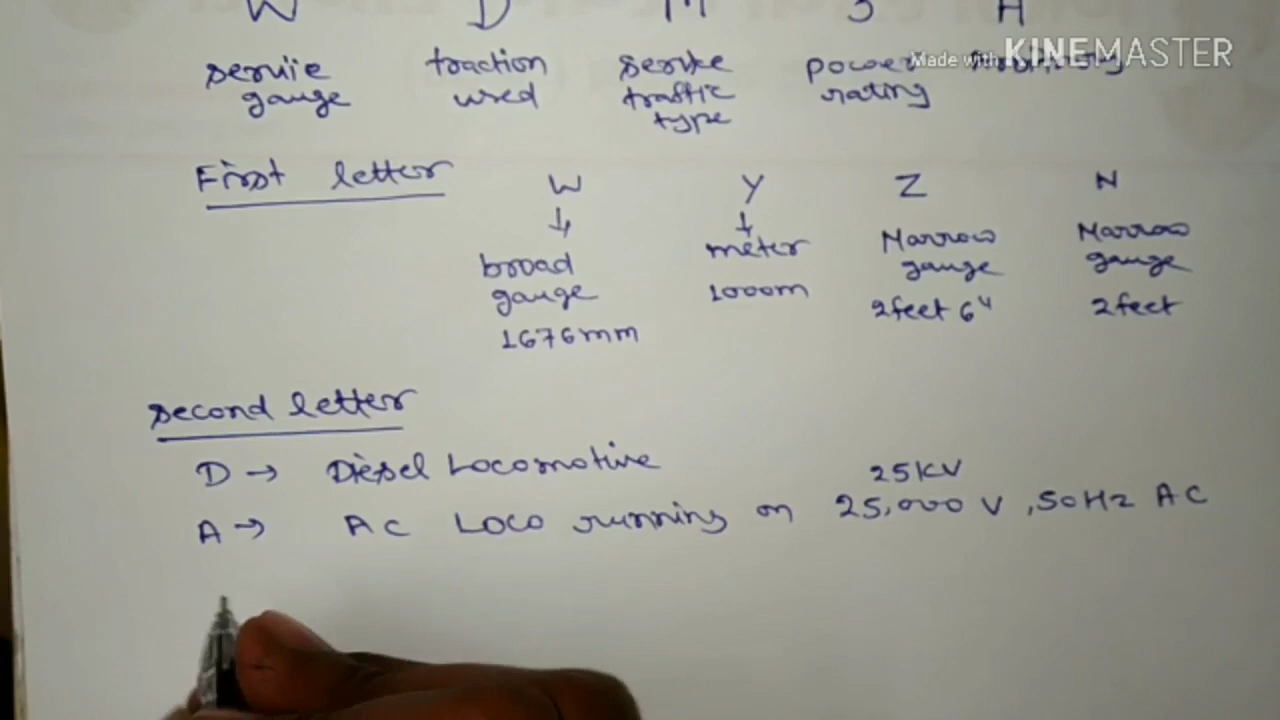 W D M 3 A
service gauge traction used service traffic type power rating
Made with KINEMASTER
First letter W Y Z N
broad gauge meter Narrow gauge Narrow gauge
1676mm 1000m 2feet 6" 2feet
second letter
D → Diesel Locomotive
25KV
A → AC Loco running on 25,000 V, 50Hz AC